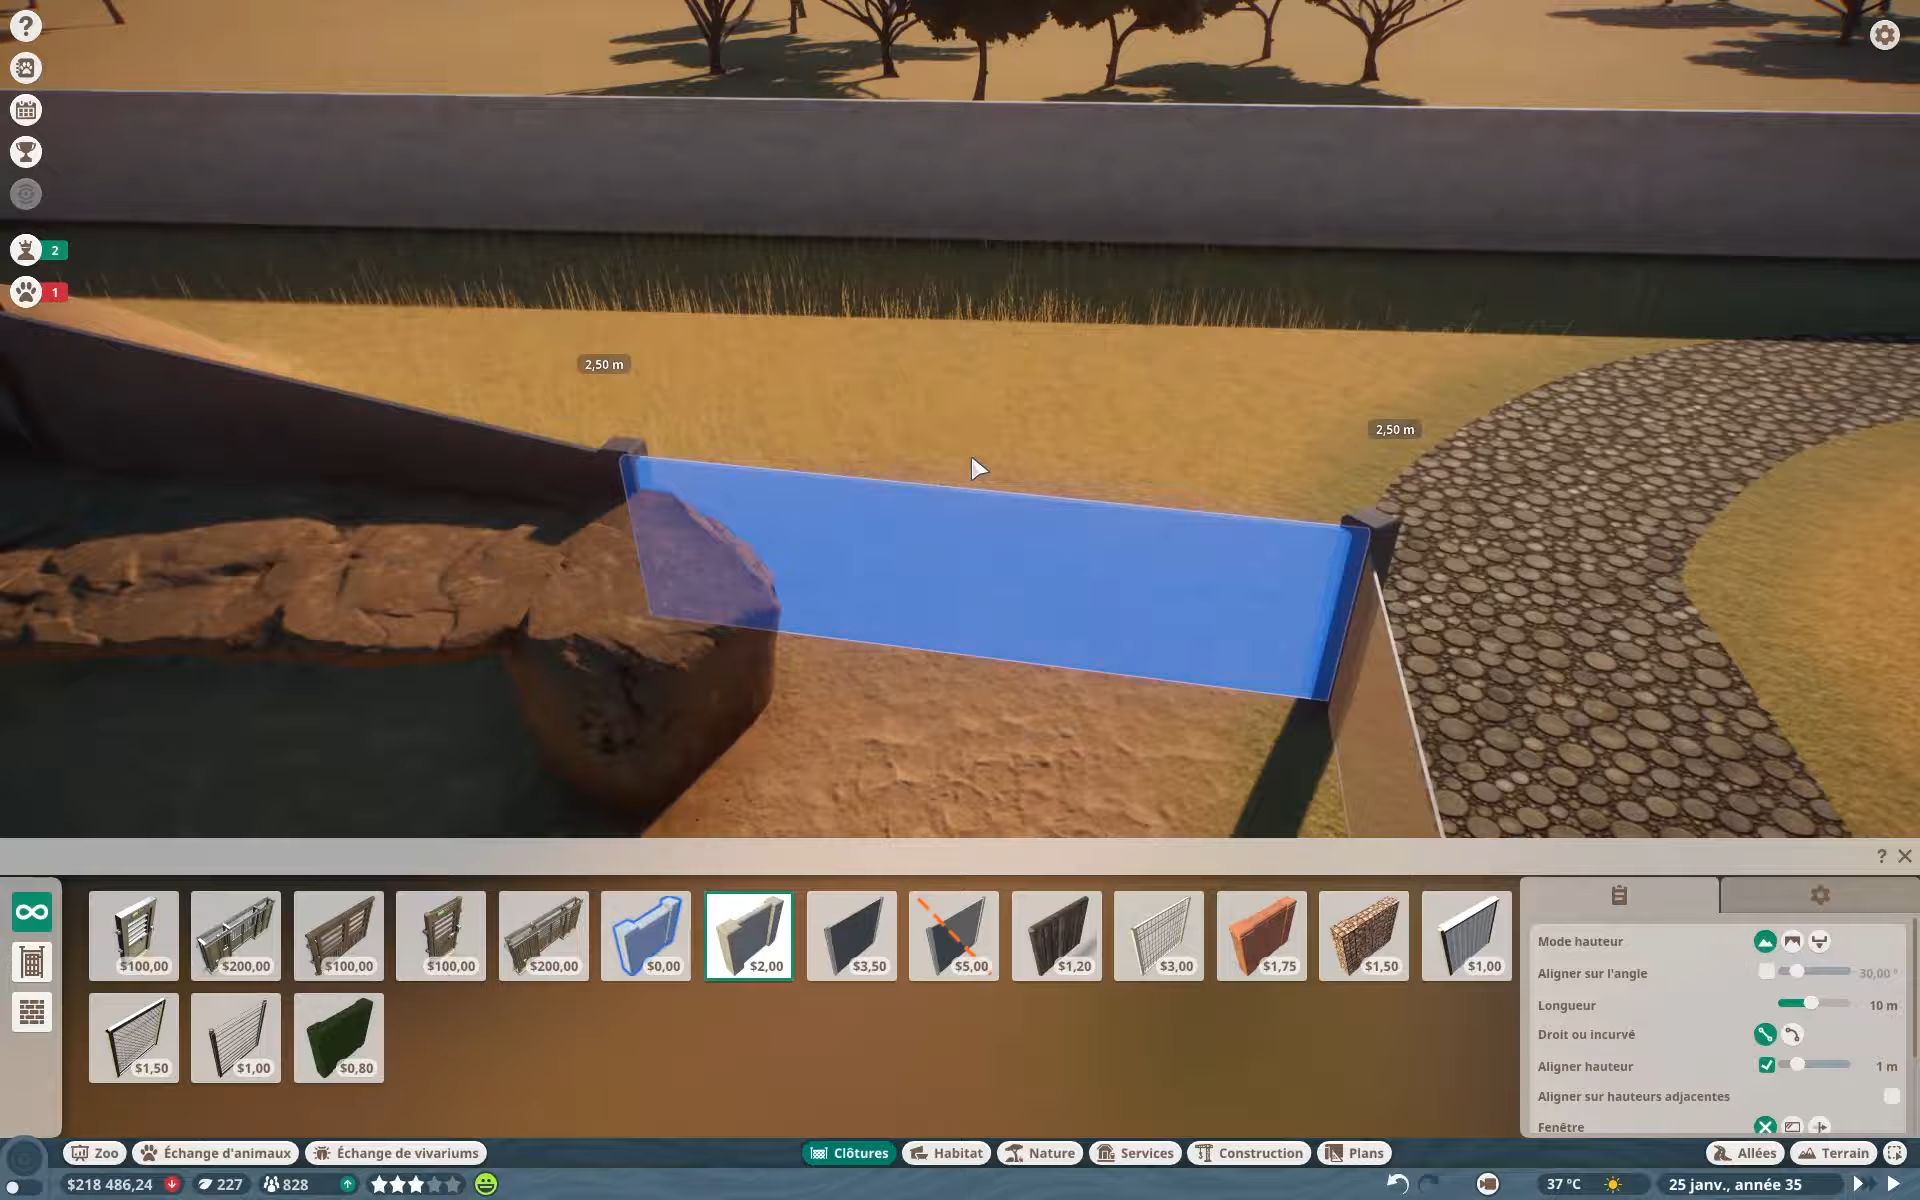 2
1
2,50 m
2,50 m
?
?
$100,00
$200,00
$100,00
$100,00
$200,00
$0,00
$2,00
$3,50
$5,00
$1,20
$3,00
$1,75
$1,50
$1,00
$1,50
$1,00
$0,80
Mode hauteur
Aligner sur l'angle 30,00 °
Longueur 10 m
Droit ou incurvé
Aligner hauteur 1 m
Aligner sur hauteurs adjacentes
Fenêtre
Zoo
Échange d'animaux
Échange de vivariums
Clôtures
Habitat
Nature
Services
Construction
Plans
Allées
Terrain
$218 486,24
227
828
37 °C
25 janv., année 35